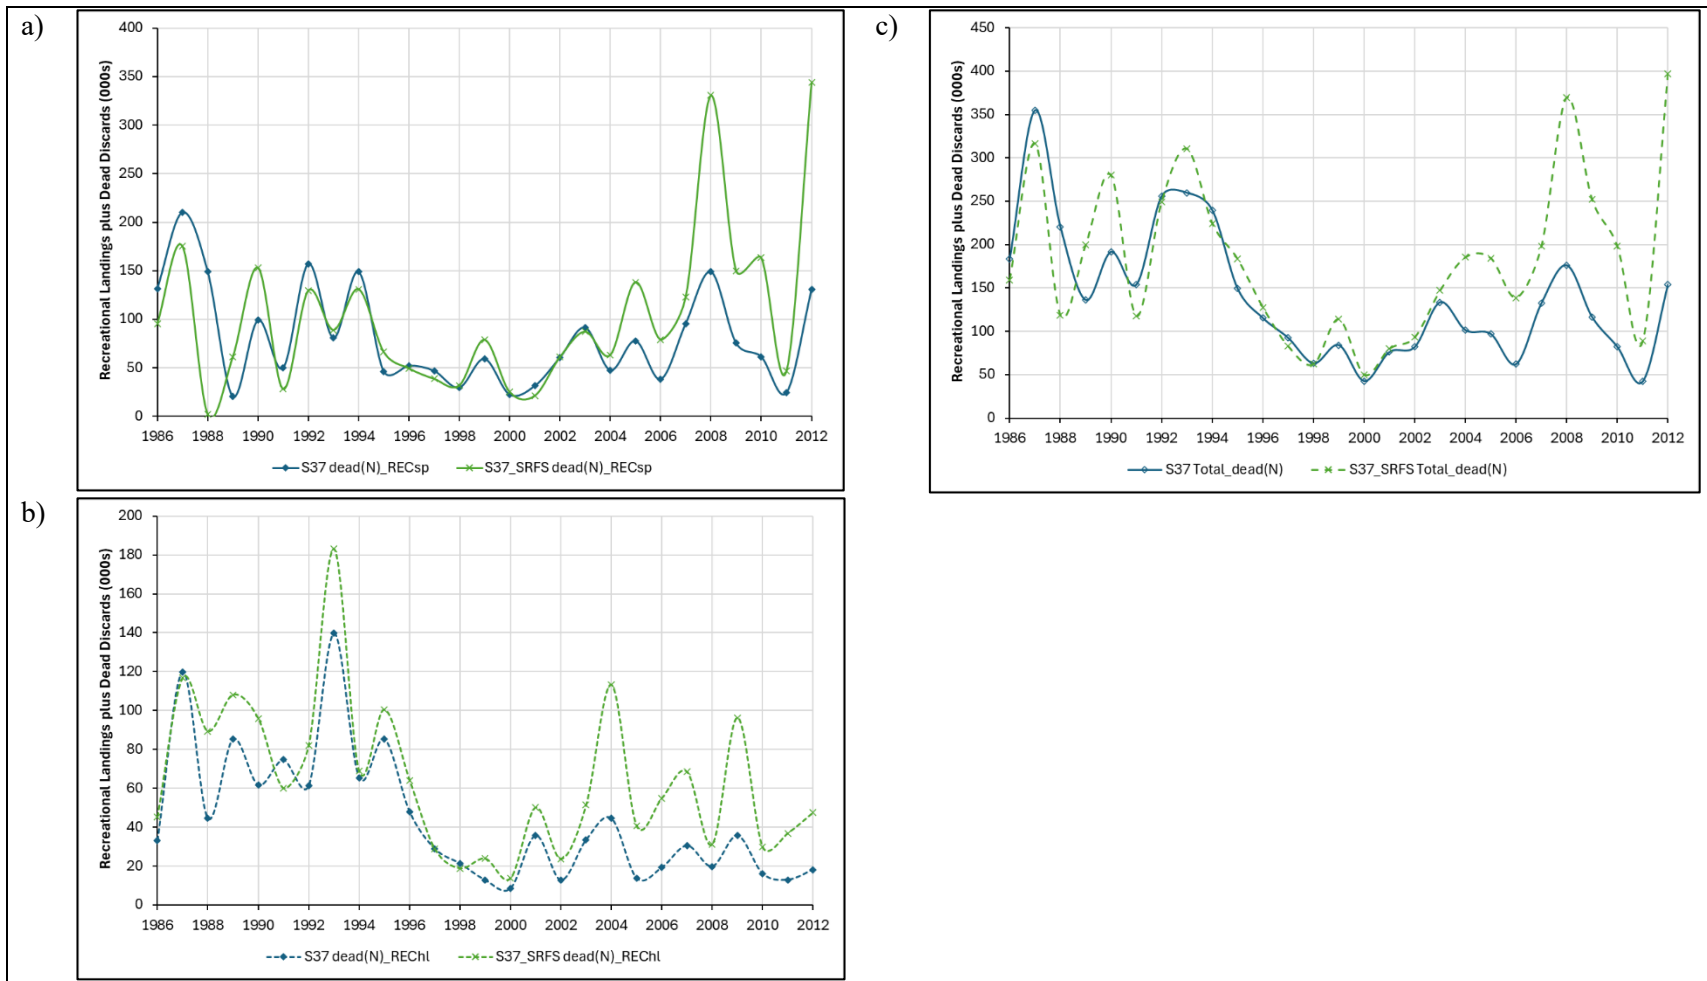 a)
Recreational Landings plus Dead Discards (000s)
400
350
300
250
200
150
100
50
0
1986 1988 1990 1992 1994 1996 1998 2000 2002 2004 2006 2008 2010 2012
S37 dead(N)_RECsp S37_SRFS dead(N)_RECsp
b)
Recreational Landings plus Dead Discards (000s)
200
180
160
140
120
100
80
60
40
20
0
1986 1988 1990 1992 1994 1996 1998 2000 2002 2004 2006 2008 2010 2012
S37 dead(N)_REChl S37_SRFS dead(N)_REChl
c)
Recreational Landings plus Dead Discards (000s)
450
400
350
300
250
200
150
100
50
0
1986 1988 1990 1992 1994 1996 1998 2000 2002 2004 2006 2008 2010 2012
S37 Total_dead(N) S37_SRFS Total_dead(N)